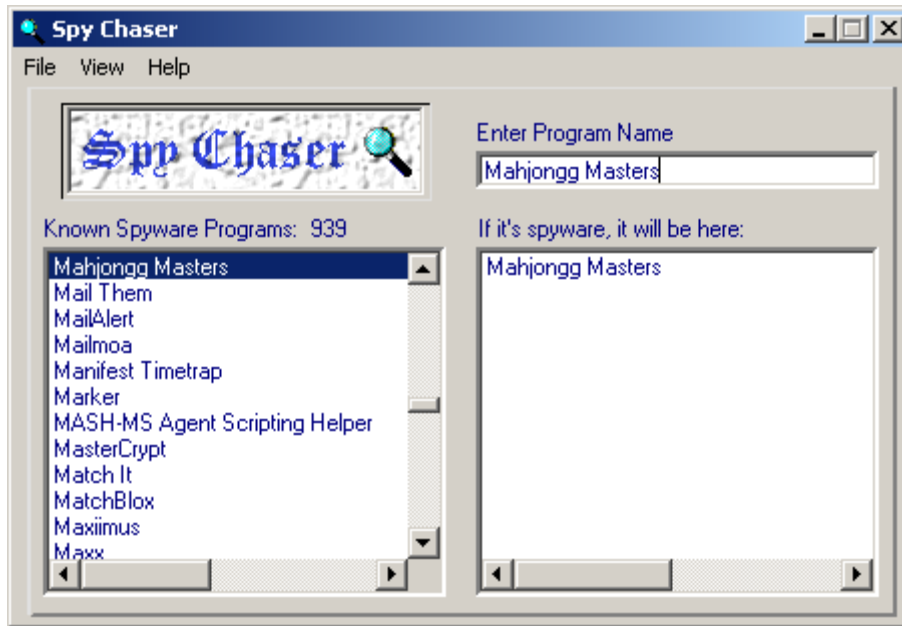 Spy Chaser
File View Help
Spy Chaser
Enter Program Name
Mahjongg Masters
Known Spyware Programs: 939
If it's spyware, it will be here:
Mahjongg Masters
Mail Them
MailAlert
Mailmoa
Manifest Timetrap
Marker
MASH-MS Agent Scripting Helper
MasterCrypt
Match It
MatchBlox
Maxiimus
Maxx
Mahjongg Masters